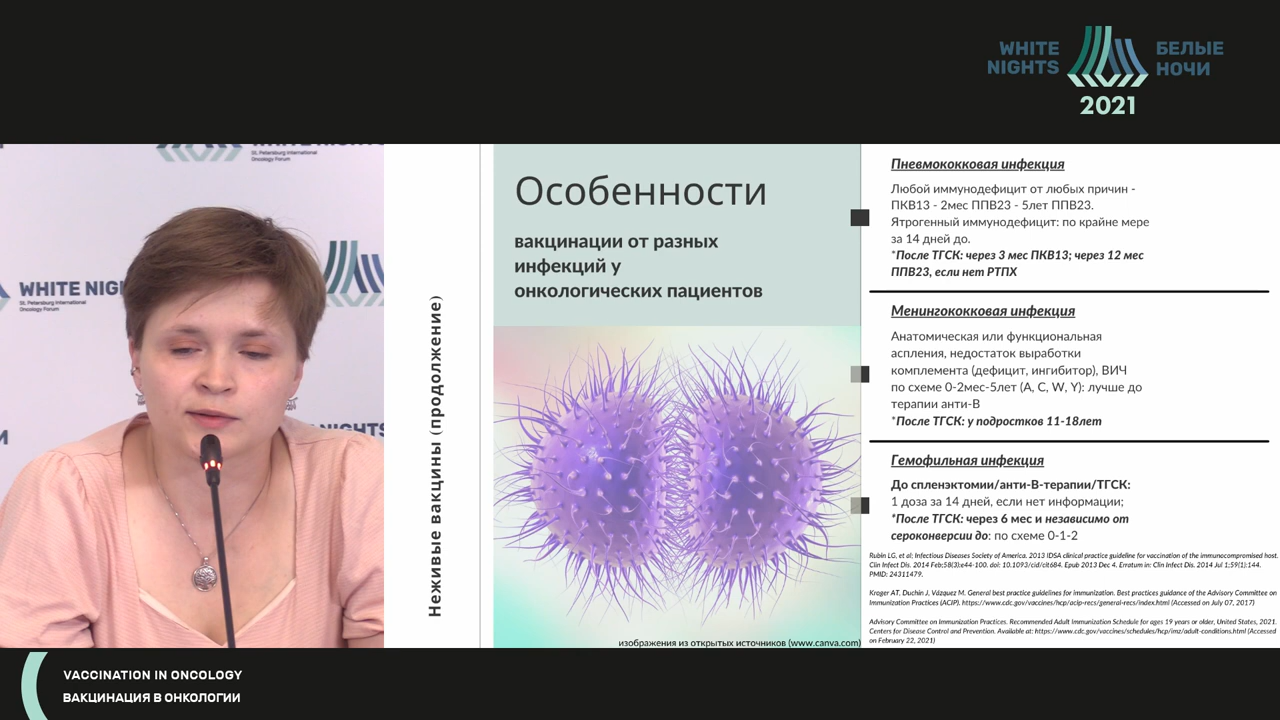 WHITE NIGHTS
БЕЛЫЕ НОЧИ
2021
St. Petersburg International
Oncology Forum
WHITE NIGH
St. Petersburg International
Oncology Forum
Неживые вакцины (продолжение)
Особенности
вакцинации от разных
инфекций у
онкологических пациентов
изображения из открытых источников (www.canva.com)
Пневмококковая инфекция
Любой иммунодефицит от любых причин -
ПКВ13 - 2мес ППВ23 - 5лет ППВ23.
Ятрогенный иммунодефицит: по крайне мере
за 14 дней до.
*После ТГСК: через 3 мес ПКВ13; через 12 мес
ППВ23, если нет РТПХ
Менингококковая инфекция
Анатомическая или функциональная
аспления, недостаток выработки
комплемента (дефицит, ингибитор), ВИЧ
по схеме 0-2мес-5лет (A, C, W, Y): лучше до
терапии анти-В
*После ТГСК: у подростков 11-18лет
Гемофильная инфекция
До спленэктомии/анти-В-терапии/ТГСК:
1 доза за 14 дней, если нет информации;
*После ТГСК: через 6 мес и независимо от
сероконверсии до: по схеме 0-1-2
Rubin LG, et al; Infectious Diseases Society of America. 2013 IDSA clinical practice guideline for vaccination of the immunocompromised host.
Clin Infect Dis. 2014 Feb;58(3):e44-100. doi: 10.1093/cid/cit684. Epub 2013 Dec 4. Erratum in: Clin Infect Dis. 2014 Jul 1;59(1):144.
PMID: 24311479.
Kroger AT, Duchin J, Vázquez M. General best practice guidelines for immunization. Best practices guidance of the Advisory Committee on
Immunization Practices (ACIP). https://www.cdc.gov/vaccines/hcp/acip-recs/general-recs/index.html (Accessed on July 07, 2017)
Advisory Committee on Immunization Practices. Recommended Adult Immunization Schedule for ages 19 years or older, United States, 2021.
Centers for Disease Control and Prevention. Available at: https://www.cdc.gov/vaccines/schedules/hcp/imz/adult-conditions.html (Accessed
on February 22, 2021)
VACCINATION IN ONCOLOGY
ВАКЦИНАЦИЯ В ОНКОЛОГИИ